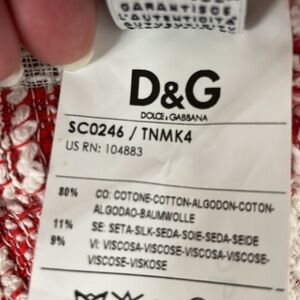 GARANTISCE
L'AUTENTICITA
D&G
DOLCE & GABBANA
SC0246 / TNMK4
US RN: 104883
80% CO: COTONE-COTTON-ALGODON-COTON-
ALGODAO-BAUMWOLLE
11% SE: SETA-SILK-SEDA-SOIE-SEDA-SEIDE
9% VI: VISCOSA-VISCOSE-VISCOSA-VISCOSE-
VISCOSE-VISKOSE